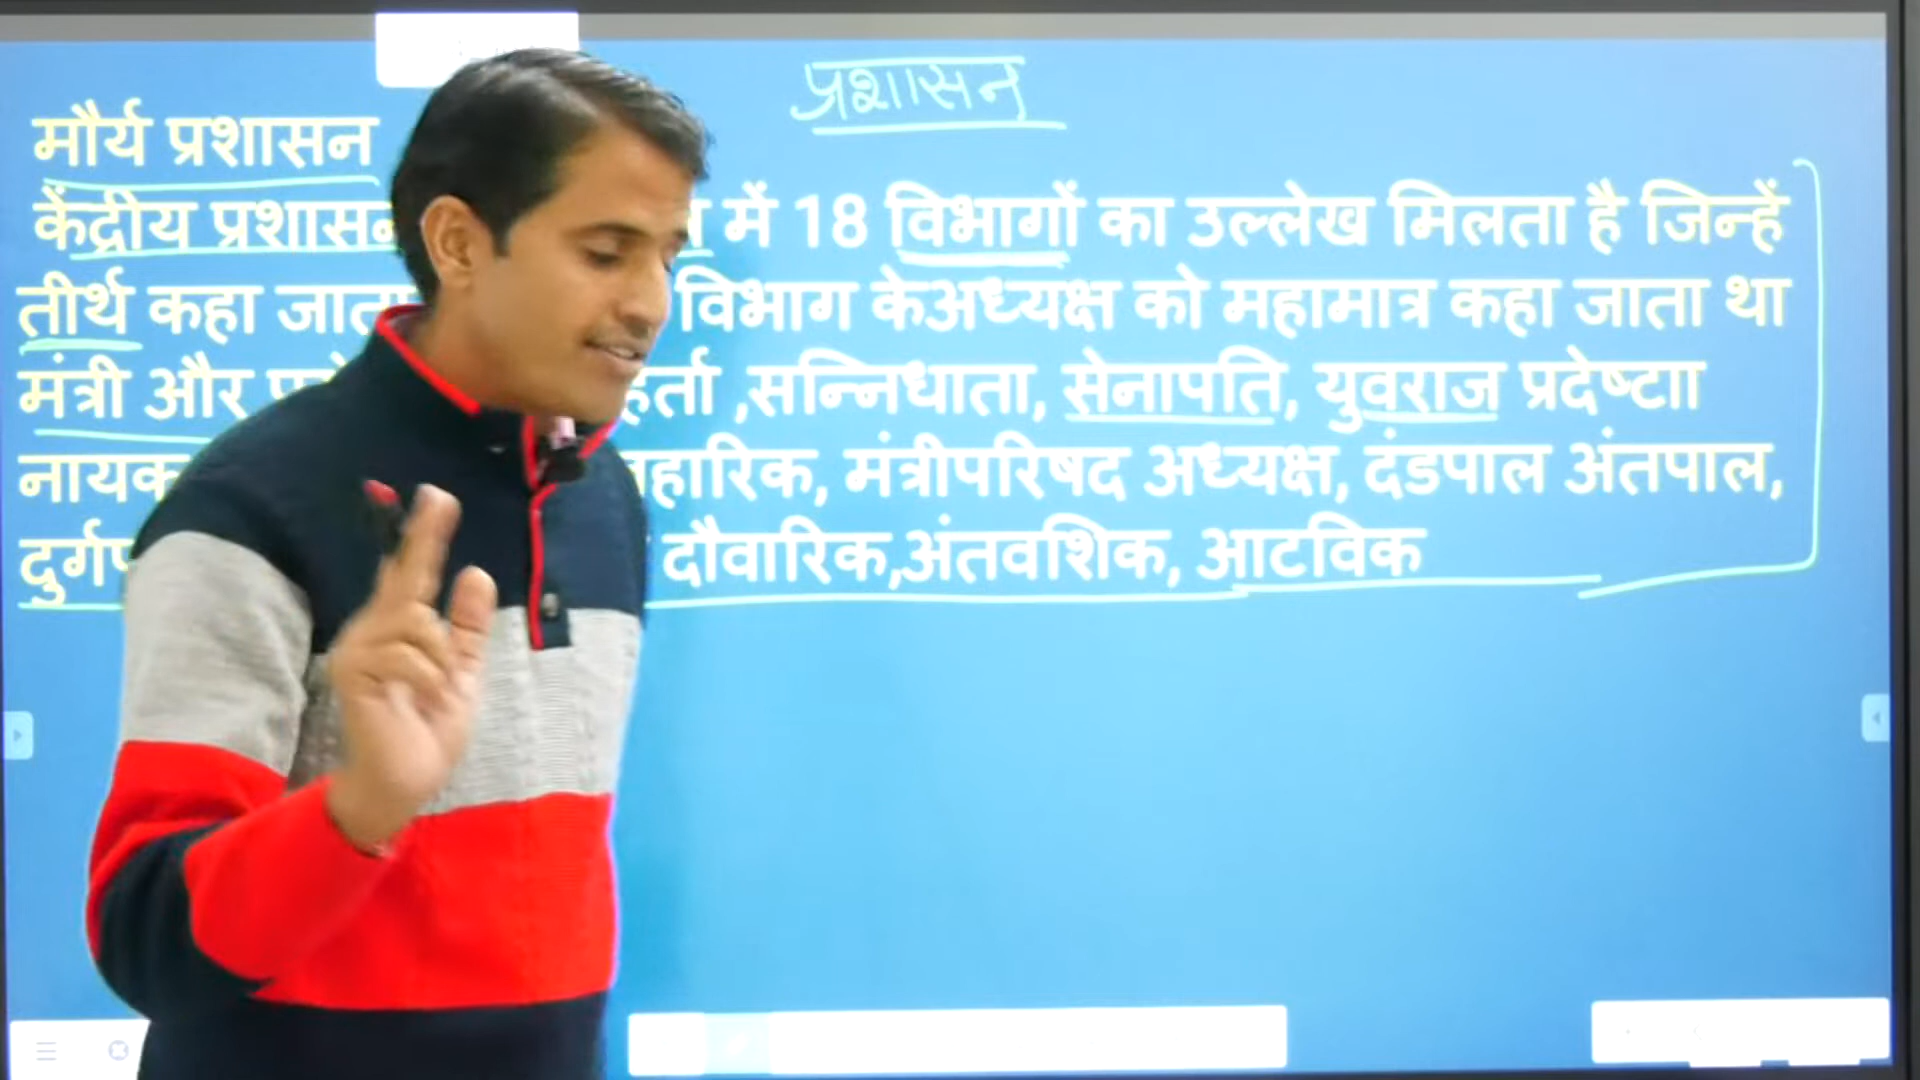 प्रशासन
मौर्य प्रशासन
केंद्रीय प्रशासन में 18 विभागों का उल्लेख मिलता है जिन्हें
तीर्थ कहा विभाग केअध्यक्ष को महामात्र कहा जाता था
मंत्री और ,सन्निधाता, सेनापति, युवराज प्रदेष्टाा
मंत्रीपरिषद अध्यक्ष, दंडपाल अंतपाल,
दौवारिक,अंतवशिक, आटविक